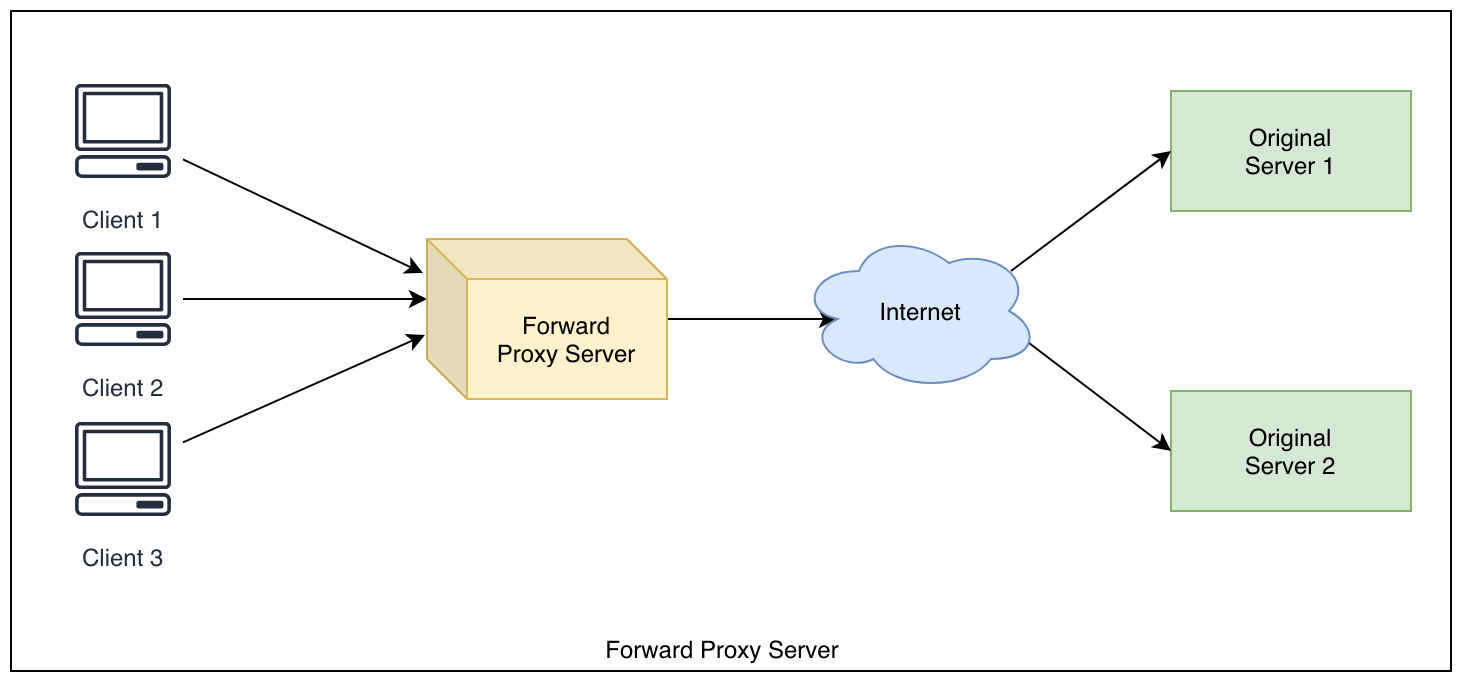 Client 1
Client 2
Client 3
Forward
Proxy Server
Internet
Original
Server 1
Original
Server 2
Forward Proxy Server